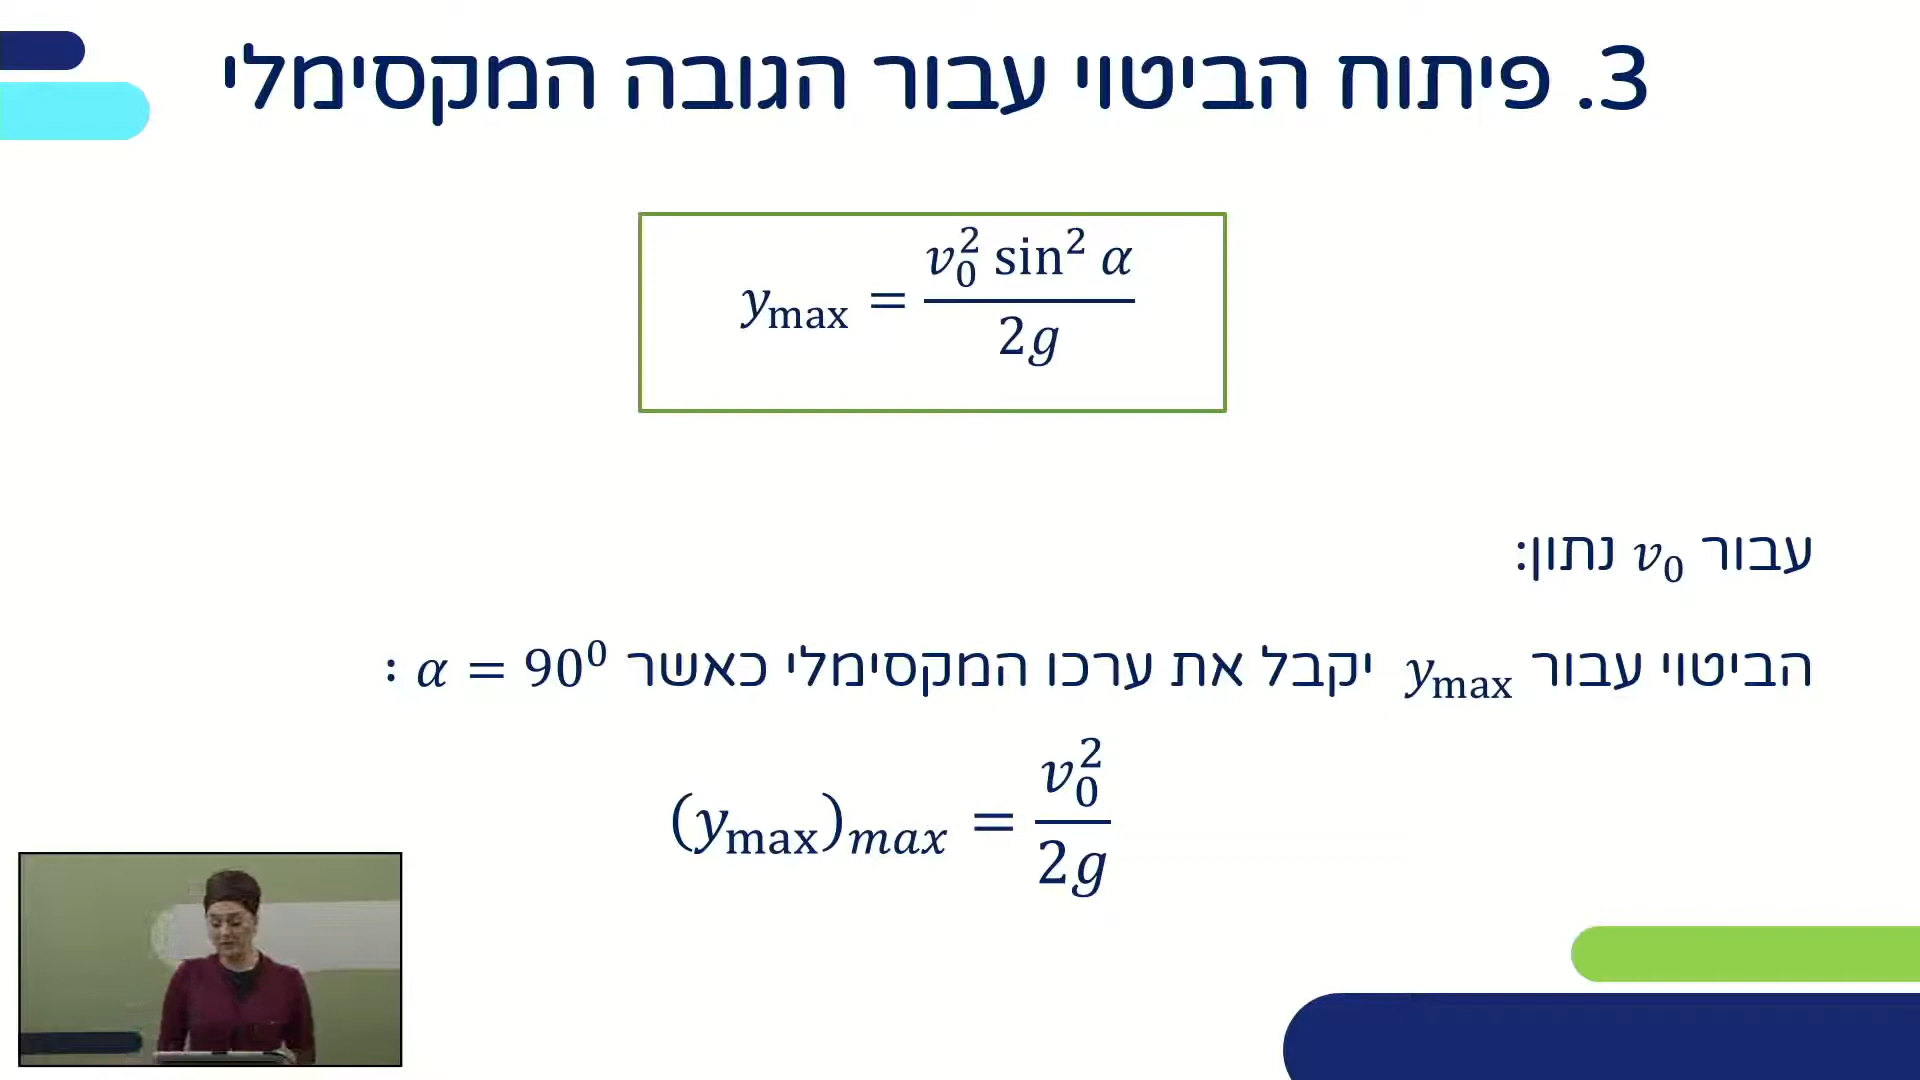 3. פיתוח הביטוי עבור הגובה המקסימלי
y_max = v_0^2 sin^2 α / 2g
עבור v_0 נתון:
הביטוי עבור y_max יקבל את ערכו המקסימלי כאשר α = 90^0 :
(y_max)_max = v_0^2 / 2g